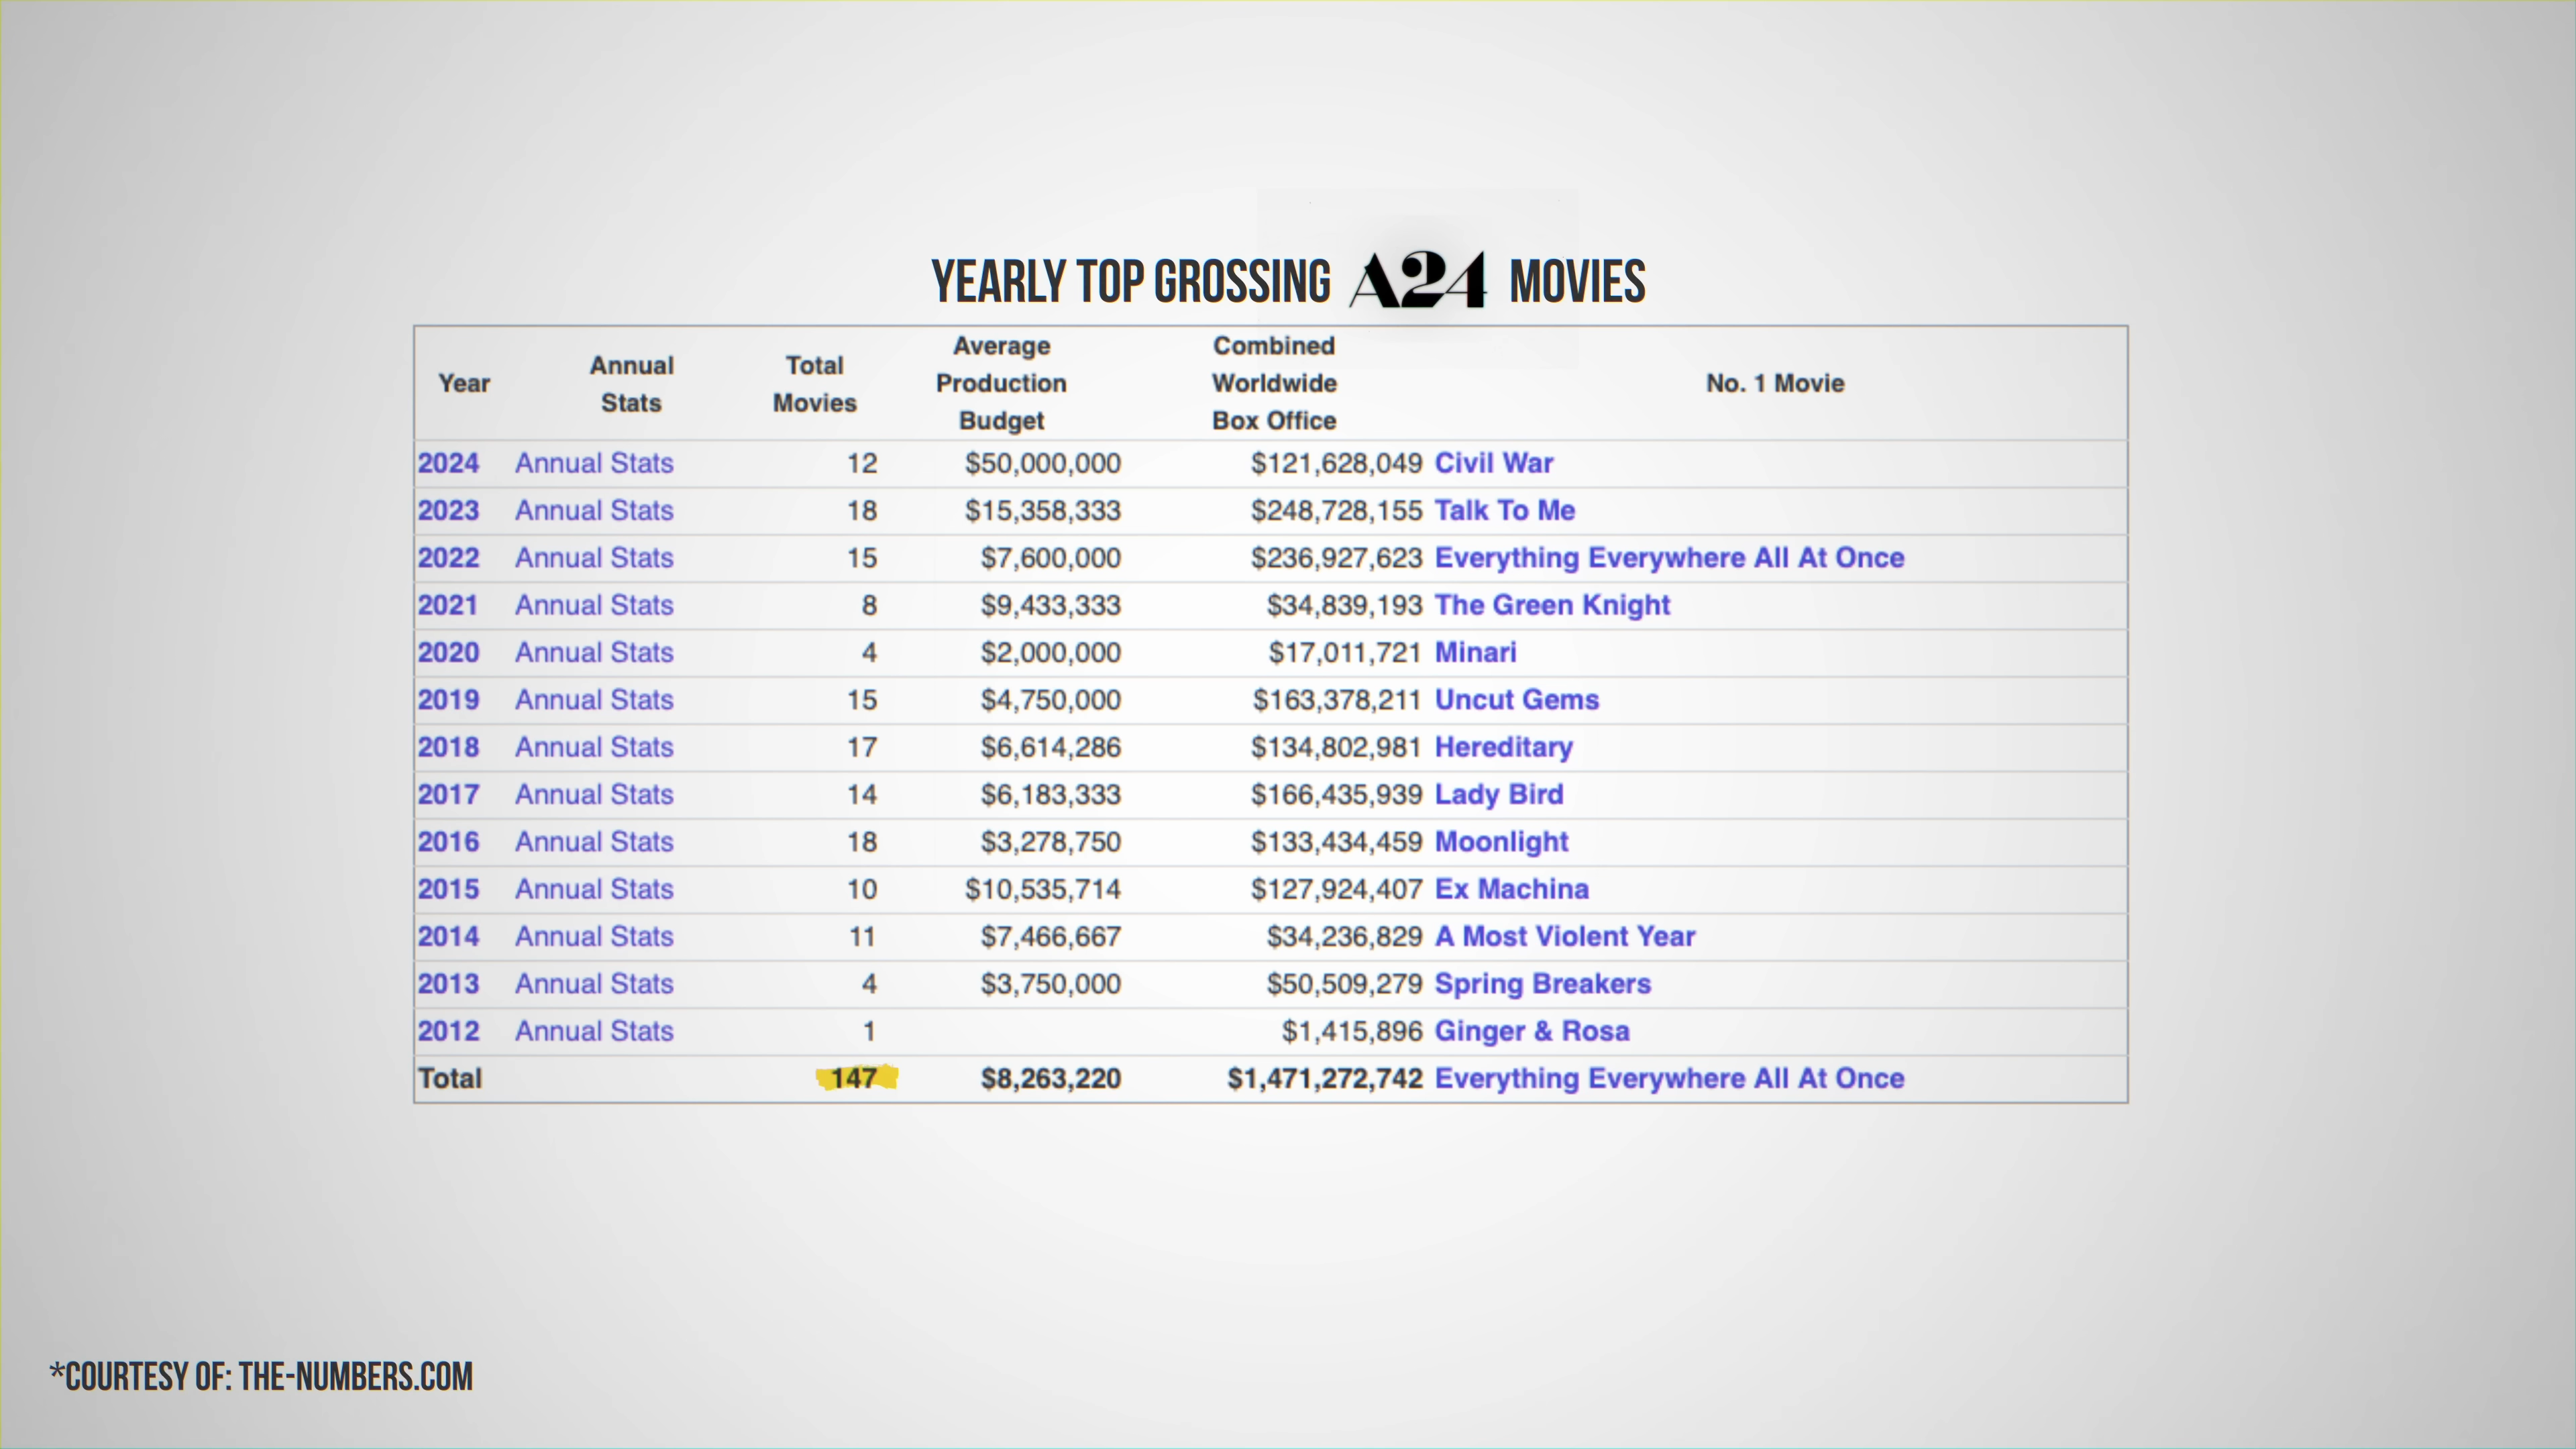 YEARLY TOP GROSSING A24 MOVIES
Year Annual Stats Total Movies Average Production Budget Combined Worldwide Box Office No. 1 Movie
2024 Annual Stats 12 $50,000,000 $121,628,049 Civil War
2023 Annual Stats 18 $15,358,333 $248,728,155 Talk To Me
2022 Annual Stats 15 $7,600,000 $236,927,623 Everything Everywhere All At Once
2021 Annual Stats 8 $9,433,333 $34,839,193 The Green Knight
2020 Annual Stats 4 $2,000,000 $17,011,721 Minari
2019 Annual Stats 15 $4,750,000 $163,378,211 Uncut Gems
2018 Annual Stats 17 $6,614,286 $134,802,981 Hereditary
2017 Annual Stats 14 $6,183,333 $166,435,939 Lady Bird
2016 Annual Stats 18 $3,278,750 $133,434,459 Moonlight
2015 Annual Stats 10 $10,535,714 $127,924,407 Ex Machina
2014 Annual Stats 11 $7,466,667 $34,236,829 A Most Violent Year
2013 Annual Stats 4 $3,750,000 $50,509,279 Spring Breakers
2012 Annual Stats 1 $1,415,896 Ginger & Rosa
Total 147 $8,263,220 $1,471,272,742 Everything Everywhere All At Once
*COURTESY OF: THE-NUMBERS.COM